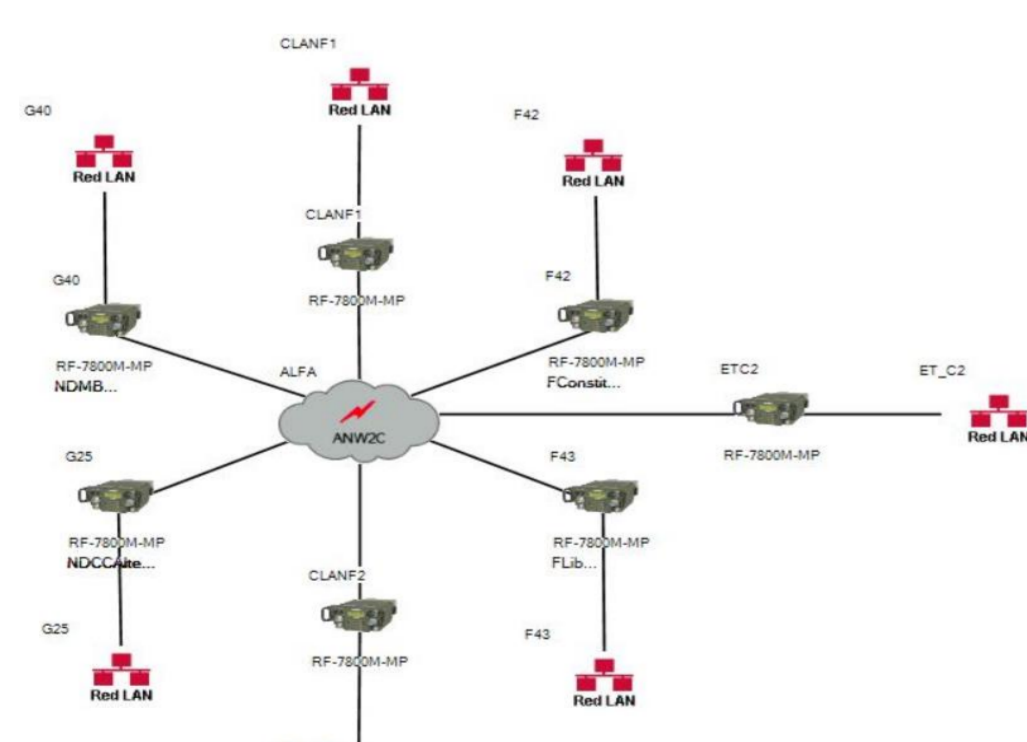 CLANF1
Red LAN
G40
Red LAN
F42
Red LAN
CLANF1
RF-7800M-MP
G40
RF-7800M-MP
NDMB...
F42
RF-7800M-MP
FConstit...
ALFA
ANW2C
ETC2
RF-7800M-MP
ET_C2
Red LAN
G25
RF-7800M-MP
NDCCAlte...
F43
RF-7800M-MP
FLib...
CLANF2
RF-7800M-MP
G25
Red LAN
F43
Red LAN